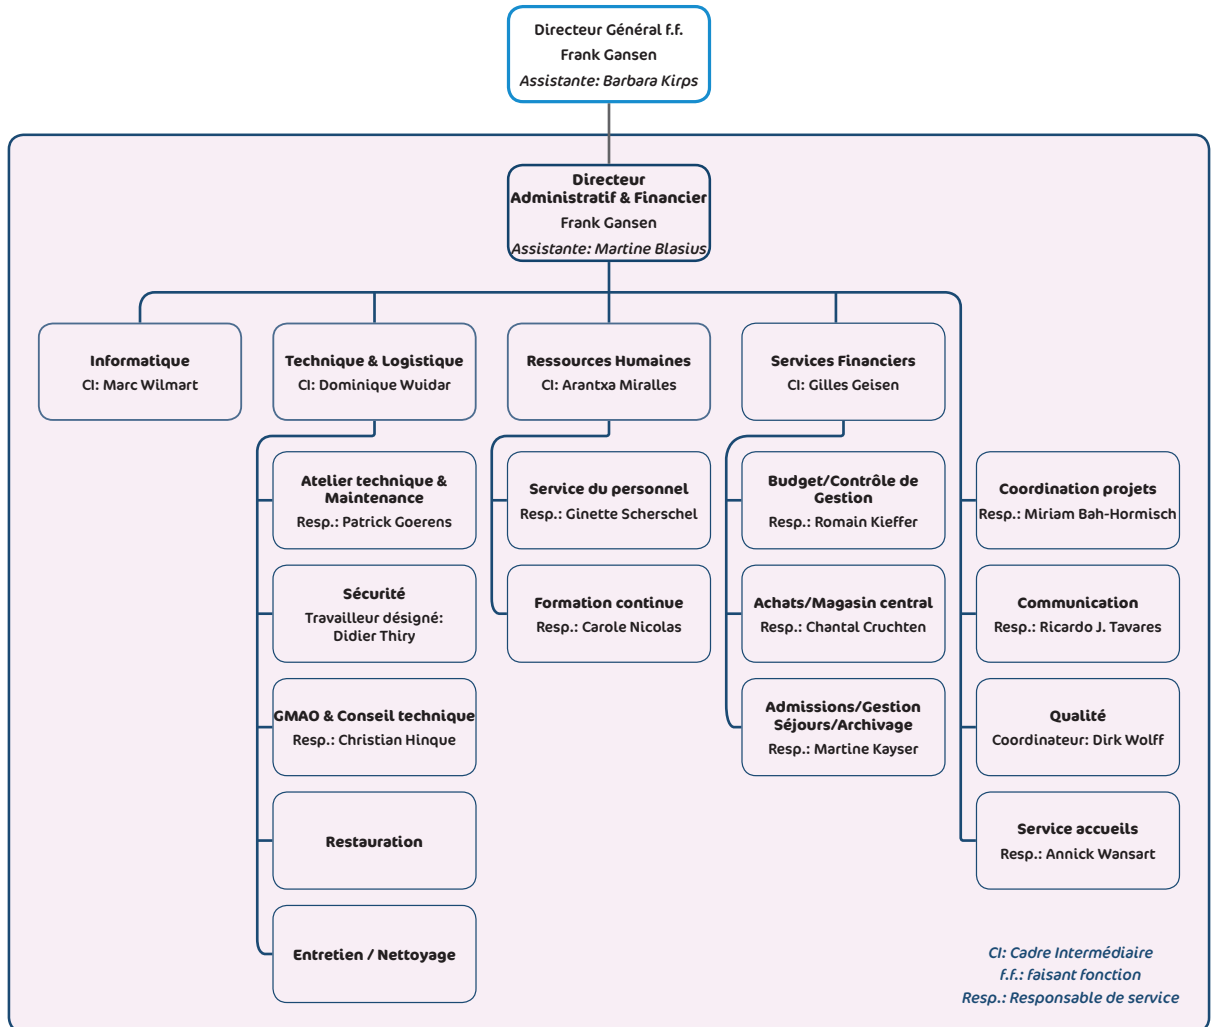 Directeur Général f.f.
Frank Gansen
Assistante: Barbara Kirps
Directeur
Administratif & Financier
Frank Gansen
Assistante: Martine Blasius
Informatique
CI: Marc Wilmart
Technique & Logistique
CI: Dominique Wuidar
Ressources Humaines
CI: Arantxa Miralles
Services Financiers
CI: Gilles Geisen
Atelier technique &
Maintenance
Resp.: Patrick Goerens
Sécurité
Travailleur désigné:
Didier Thiry
GMAO & Conseil technique
Resp.: Christian Hinque
Restauration
Entretien / Nettoyage
Service du personnel
Resp.: Ginette Scherschel
Formation continue
Resp.: Carole Nicolas
Budget/Contrôle de
Gestion
Resp.: Romain Kieffer
Achats/Magasin central
Resp.: Chantal Cruchten
Admissions/Gestion
Séjours/Archivage
Resp.: Martine Kayser
Coordination projets
Resp.: Miriam Bah-Hormisch
Communication
Resp.: Ricardo J. Tavares
Qualité
Coordinateur: Dirk Wolff
Service accueils
Resp.: Annick Wansart
CI: Cadre Intermédiaire
f.f.: faisant fonction
Resp.: Responsable de service